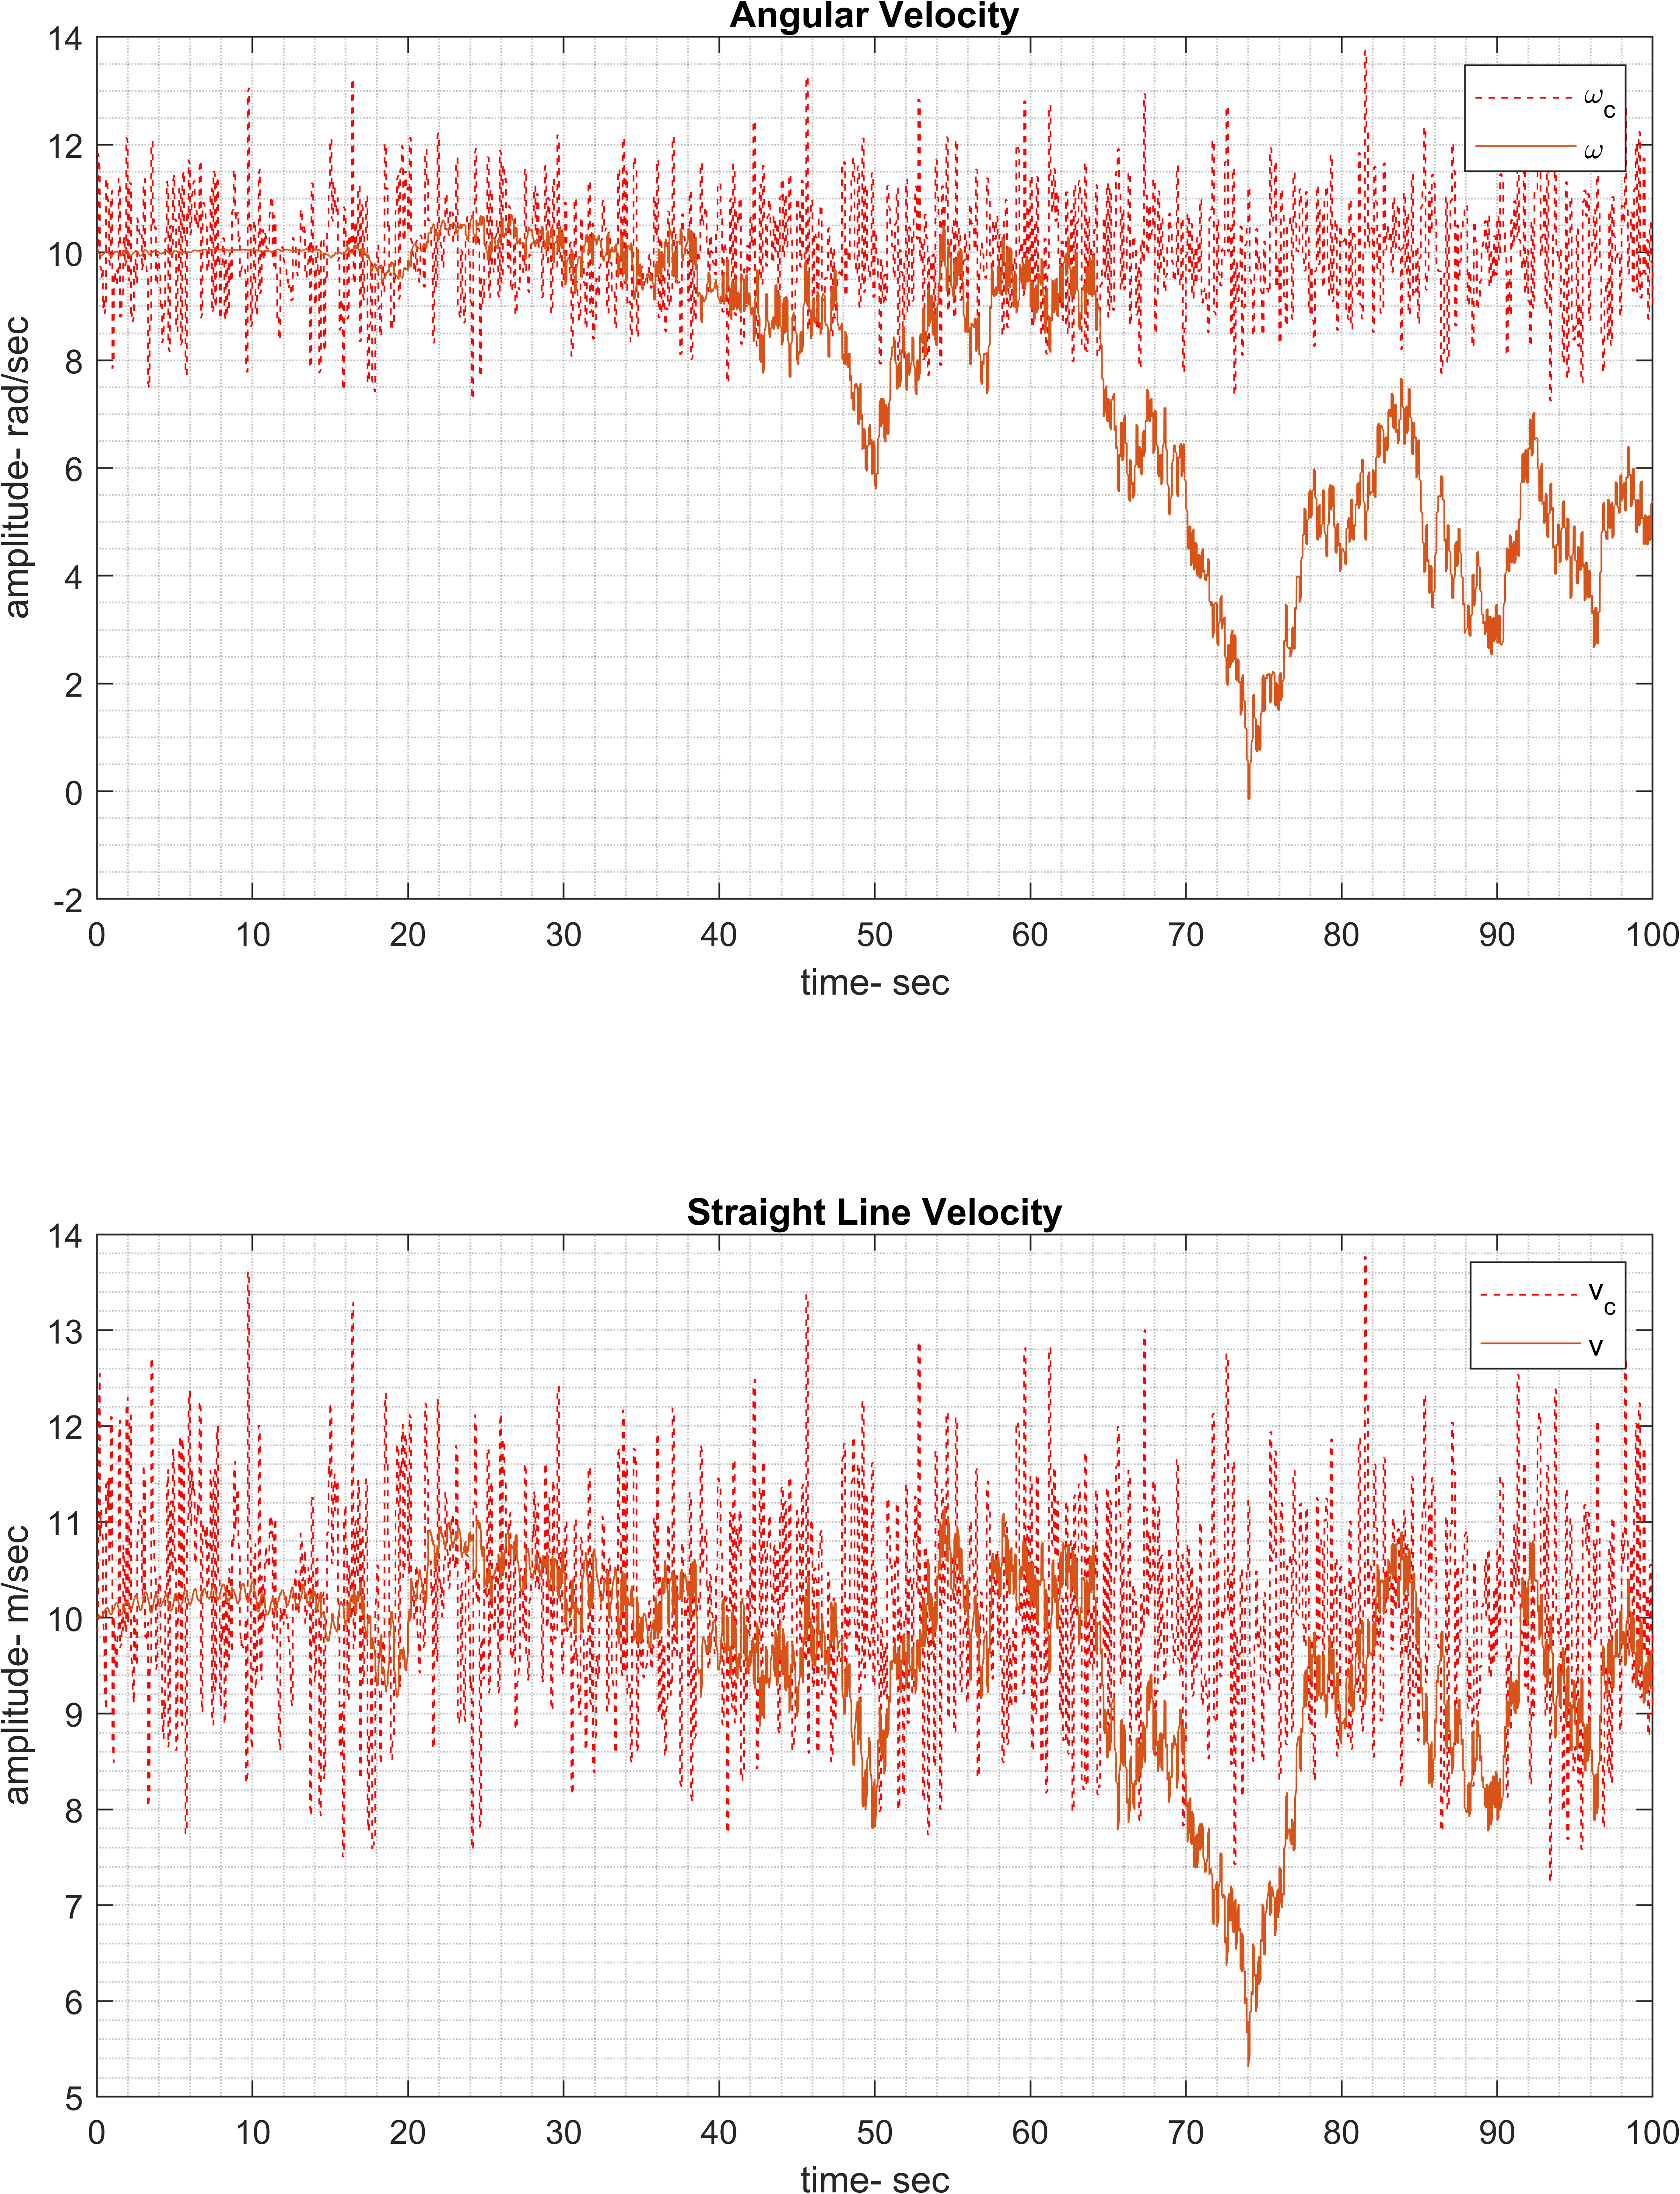 Angular Velocity
14
12
10
8
6
4
2
0
-2
amplitude- rad/sec
ωc
ω
0 10 20 30 40 50 60 70 80 90 100
time- sec
Straight Line Velocity
14
13
12
11
10
9
8
7
6
5
amplitude- m/sec
vc
v
0 10 20 30 40 50 60 70 80 90 100
time- sec